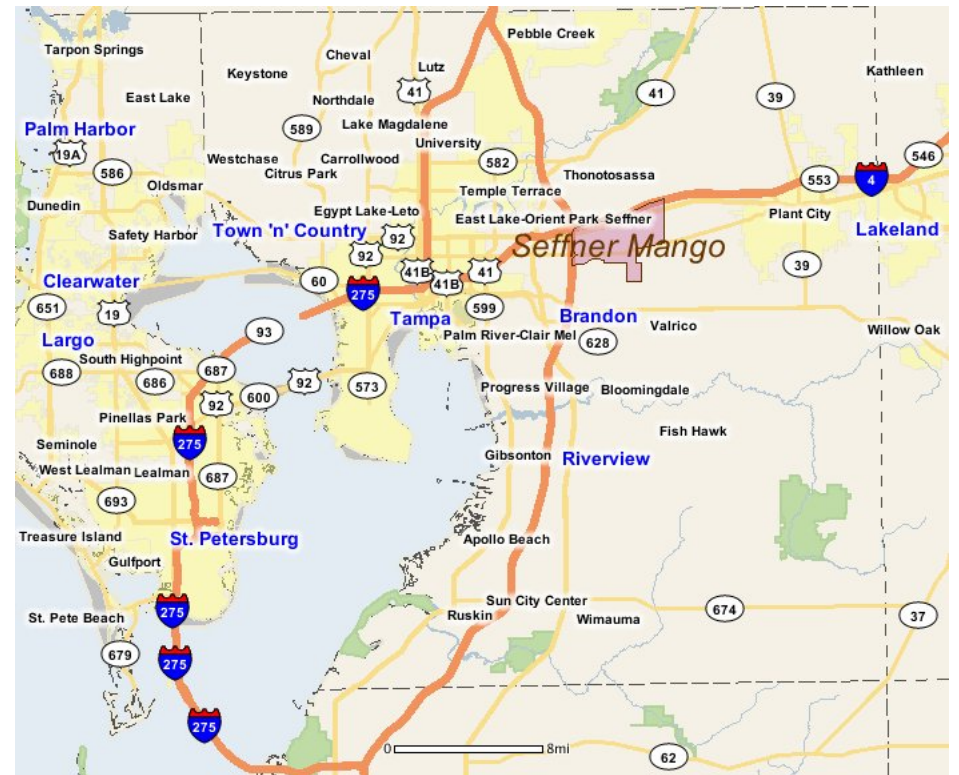 Pebble Creek
Tarpon Springs
Cheval
Keystone
Lutz
Kathleen
41
41
39
East Lake
Northdale
589
Lake Magdalene
Palm Harbor
19A
University
546
Westchase
Carrollwood
582
586
Citrus Park
Thonotosassa
553
4
Oldsmar
Temple Terrace
Dunedin
Egypt Lake-Leto
East Lake-Orient Park
Seffner
Plant City
Safety Harbor
Town 'n' Country
92
92
Seffner Mango
Lakeland
Clearwater
60
41B
41B
41
39
275
651
19
599
Tampa
Brandon
93
Valrico
Willow Oak
Largo
Palm River-Clair Mel
628
South Highpoint
688
686
687
92
573
Progress Village
Bloomingdale
600
92
Pinellas Park
Fish Hawk
275
Seminole
Gibsonton
Riverview
West Lealman
Lealman
687
693
Treasure Island
St. Petersburg
Apollo Beach
Gulfport
275
Sun City Center
674
St. Pete Beach
Ruskin
Wimauma
37
679
275
275
0
8mi
62